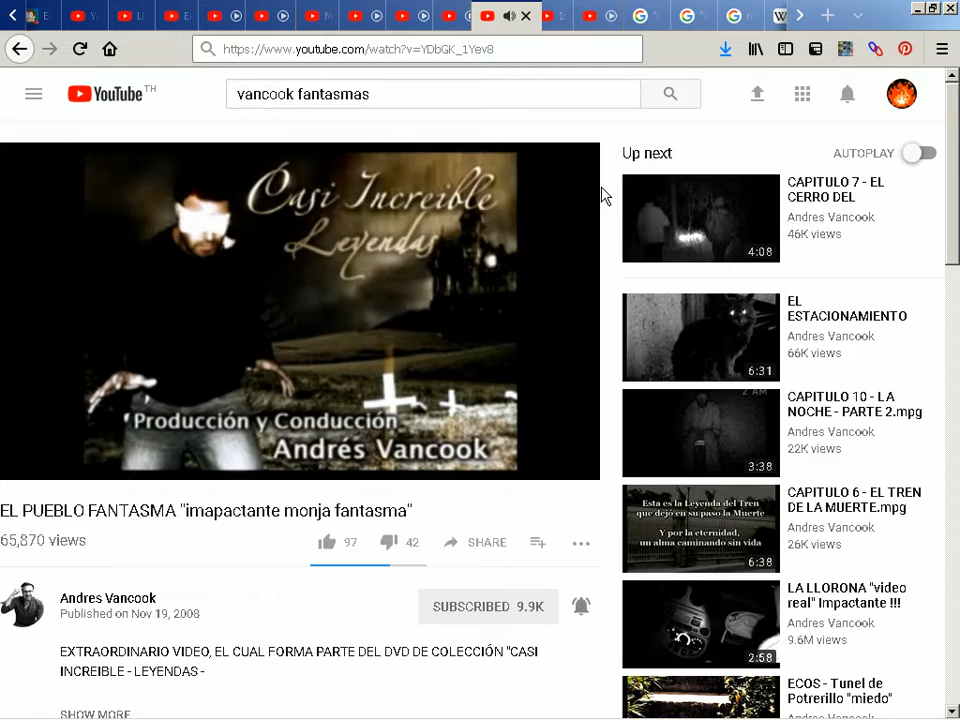 https://www.youtube.com/watch?v=YDbGK_1Yev8
YouTube TH
vancook fantasmas
Casi Increible
Leyendas
Producción y Conducción
Andrés Vancook
EL PUEBLO FANTASMA "imapactante monja fantasma"
65,870 views
97
42
SHARE
Andres Vancook
Published on Nov 19, 2008
SUBSCRIBED 9.9K
EXTRAORDINARIO VIDEO, EL CUAL FORMA PARTE DEL DVD DE COLECCIÓN "CASI
INCREIBLE - LEYENDAS -
SHOW MORE
Up next
AUTOPLAY
4:08
CAPITULO 7 - EL
CERRO DEL
Andres Vancook
46K views
6:31
EL
ESTACIONAMIENTO
Andres Vancook
66K views
2 AM
3:38
CAPITULO 10 - LA
NOCHE - PARTE 2.mpg
Andres Vancook
22K views
Esta es la Leyenda del Tren
que dejó en su paso la Muerte
Y por la eternidad,
un alma caminando sin vida
6:38
CAPITULO 6 - EL TREN
DE LA MUERTE.mpg
Andres Vancook
26K views
2:58
LA LLORONA "video
real" Impactante !!!
Andres Vancook
9.6M views
ECOS - Tunel de
Potrerillo "miedo"
Andres Vancook